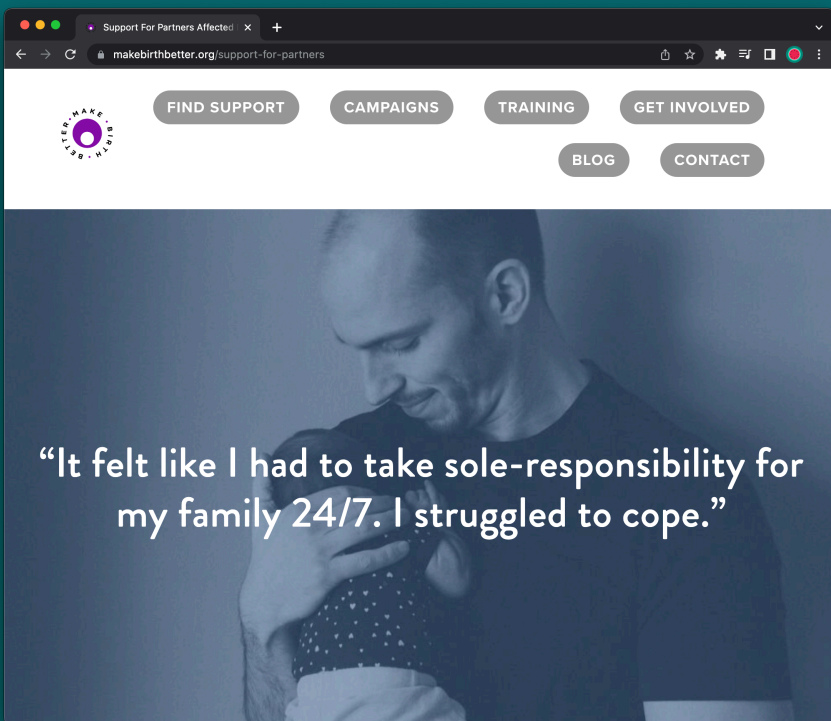 Support For Partners Affected
makebirthbetter.org/support-for-partners
MAKE · BIRTH · BETTER ·
FIND SUPPORT
CAMPAIGNS
TRAINING
GET INVOLVED
BLOG
CONTACT
“It felt like I had to take sole-responsibility for
my family 24/7. I struggled to cope.”